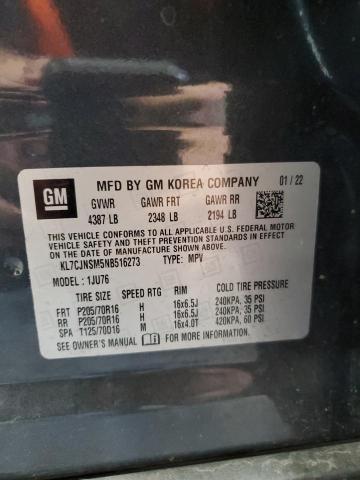 MFD BY GM KOREA COMPANY 01 / 22
GM
GVWR GAWR FRT GAWR RR
4387 LB 2348 LB 2194 LB
THIS VEHICLE CONFORMS TO ALL APPLICABLE U.S. FEDERAL MOTOR
VEHICLE SAFETY, BUMPER, AND THEFT PREVENTION STANDARDS
IN EFFECT ON THE DATE OF MANUFACTURE SHOWN ABOVE.
KL7CJNSM5NB516273 TYPE: MPV
MODEL : 1JU76
TIRE SIZE SPEED RTG RIM COLD TIRE PRESSURE
FRT P205/70R16 H 16x6.5J 240KPA, 35 PSI
RR P205/70R16 H 16x6.5J 240KPA, 35 PSI
SPA T125/70D16 M 16x4.0T 420KPA, 60 PSI
SEE OWNER'S MANUAL FOR MORE INFORMATION.